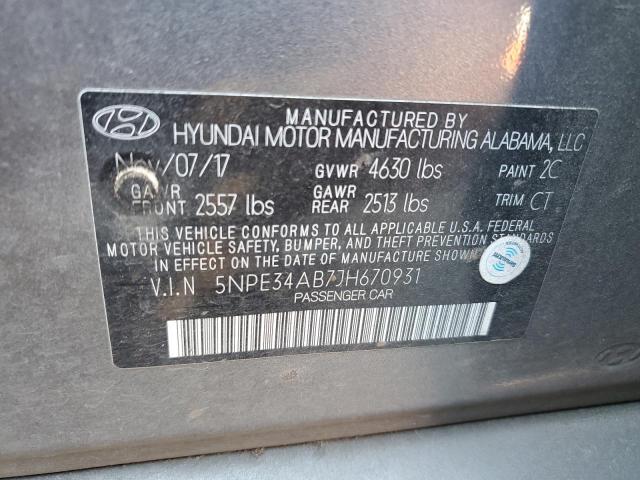 MANUFACTURED BY
HYUNDAI MOTOR MANUFACTURING ALABAMA, LLC
Nov/07/17 GVWR 4630 lbs PAINT 2C
GAWR FRONT 2557 lbs GAWR REAR 2513 lbs TRIM CT
THIS VEHICLE CONFORMS TO ALL APPLICABLE U.S.A. FEDERAL
MOTOR VEHICLE SAFETY, BUMPER, AND THEFT PREVENTION STANDARDS
IN EFFECT ON THE DATE OF MANUFACTURE SHOWN
V.I.N 5NPE34AB7JH670931
PASSENGER CAR